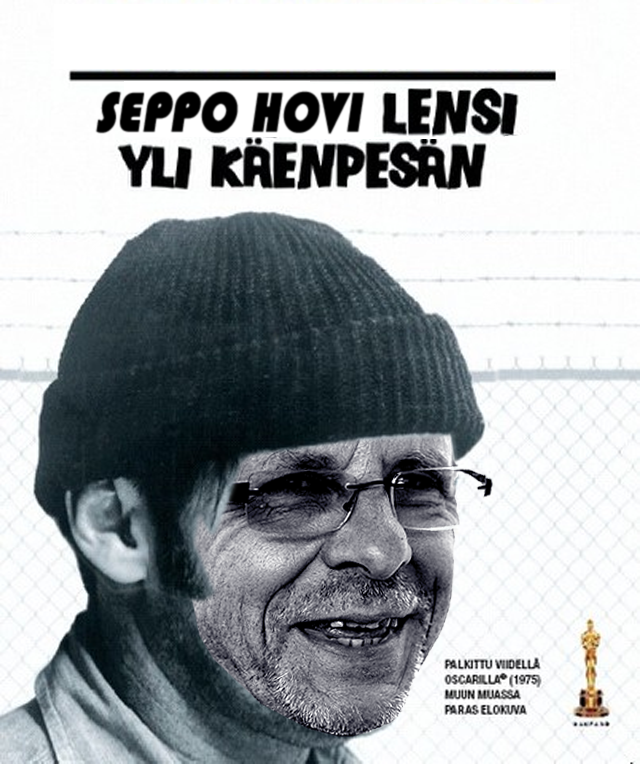 SEPPO HOVI LENSI
YLI KÄENPESÄN
PALKITTU VIIDELLÄ
OSCARILLA® (1975)
MUUN MUASSA
PARAS ELOKUVA